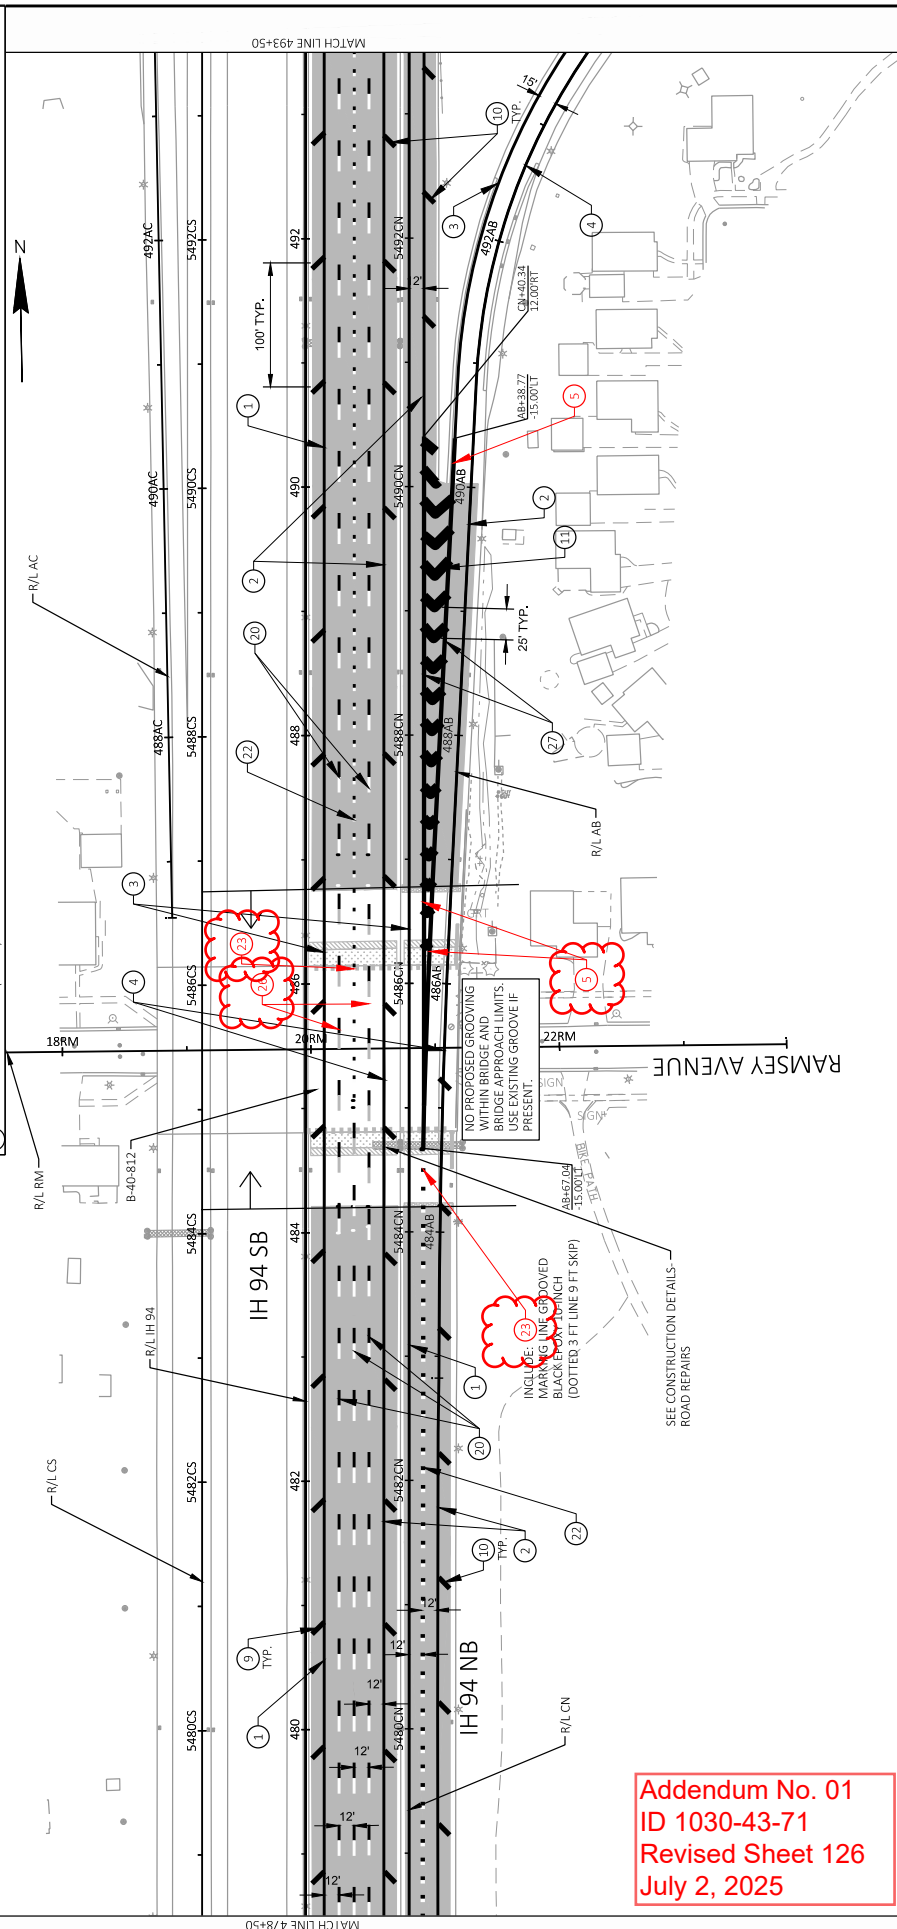 MATCH LINE 493+50
N
15'
10
TYP.
3
4
492AC
5492CS
492
5492CN
492AB
12'
CN+40.34
12.00'RT
100' TYP.
AB+38.77
-15.00'LT
5
1
490AC
5490CS
490
5490CN
490AB
2
11
R/L AC
2
20
25' TYP.
22
27
488AC
5488CS
488
5488CN
488AB
R/L AB
3
23
26
5
4
5486CS
486
5486CN
486AB
NO PROPOSED GROOVING
WITHIN BRIDGE AND
BRIDGE APPROACH LIMITS.
USE EXISTING GROOVE IF
PRESENT.
18RM
20RM
22RM
RAMSEY AVENUE
SIGN
SIGN
BIKE PATH
R/L RM
B-40-812
AB+67.04
-15.00'LT
5484CS
484
5484CN
484AB
IH 94 SB
R/L IH 94
23
INCLUDE:
MARKING LINE GROOVED
BLACK EPOXY 10-INCH
(DOTTED 3 FT LINE 9 FT SKIP)
SEE CONSTRUCTION DETAILS-
ROAD REPAIRS
1
20
R/L CS
5482CS
482
5482CN
22
10
TYP.
2
9
TYP.
12'
12'
1
12'
5480CS
480
5480CN
IH 94 NB
R/L CN
12'
12'
12'
MATCH LINE 478+50
Addendum No. 01
ID 1030-43-71
Revised Sheet 126
July 2, 2025